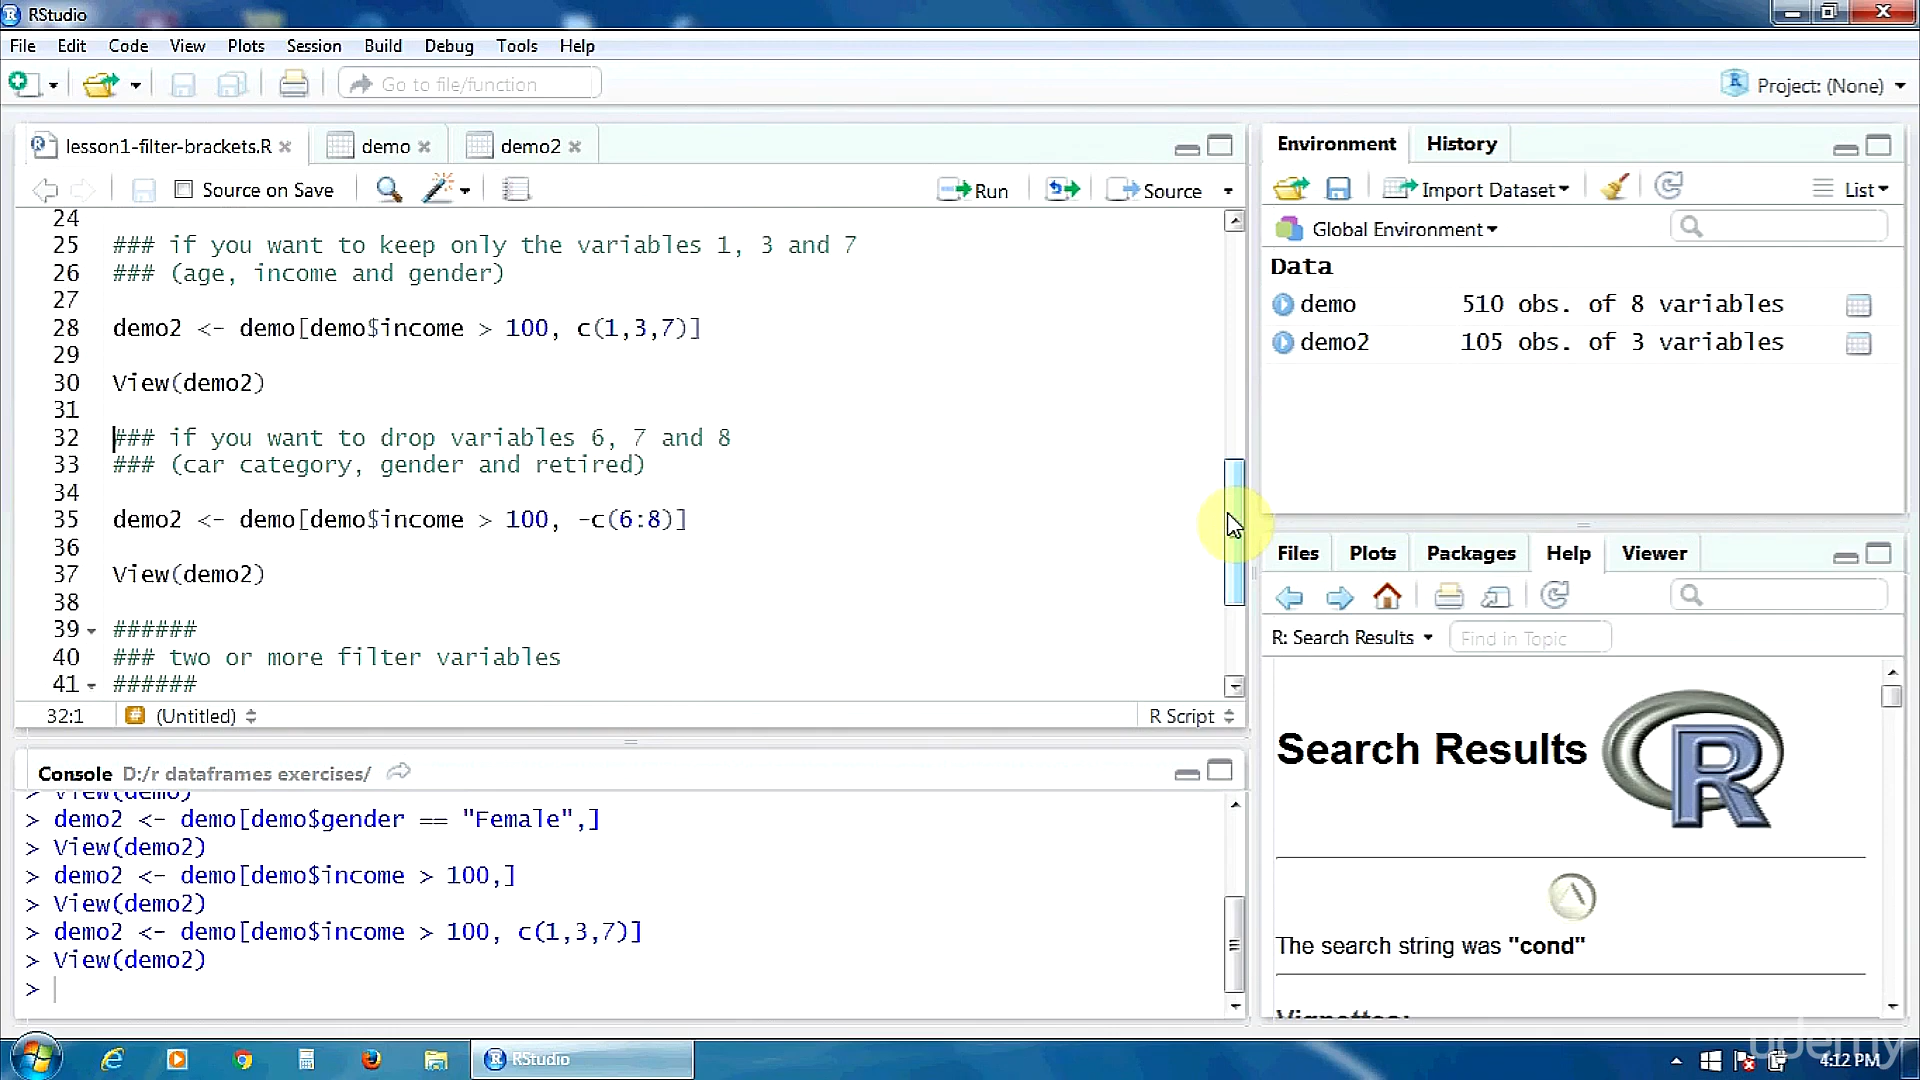 RStudio
File Edit Code View Plots Session Build Debug Tools Help
Go to file/function
Project: (None)
lesson1-filter-brackets.R demo demo2
Source on Save Run Source
24
25 ### if you want to keep only the variables 1, 3 and 7
26 ### (age, income and gender)
27
28 demo2 <- demo[demo$income > 100, c(1,3,7)]
29
30 View(demo2)
31
32 ### if you want to drop variables 6, 7 and 8
33 ### (car category, gender and retired)
34
35 demo2 <- demo[demo$income > 100, -c(6:8)]
36
37 View(demo2)
38
39 ######
40 ### two or more filter variables
41 ######
32:1 # (Untitled) R Script
Console D:/r dataframes exercises/
> View(demo)
> demo2 <- demo[demo$gender == "Female",]
> View(demo2)
> demo2 <- demo[demo$income > 100,]
> View(demo2)
> demo2 <- demo[demo$income > 100, c(1,3,7)]
> View(demo2)
>
Environment History
Import Dataset List
Global Environment
Data
demo 510 obs. of 8 variables
demo2 105 obs. of 3 variables
Files Plots Packages Help Viewer
R: Search Results Find in Topic
Search Results R
The search string was "cond"
Vignettes:
RStudio
4:12 PM
udemy